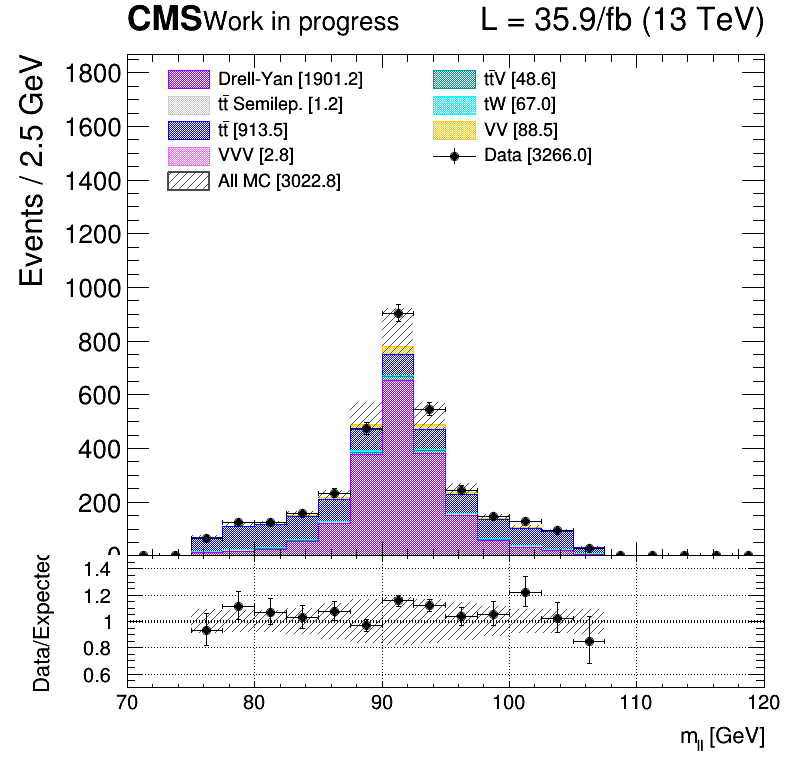 CMS Work in progress L = 35.9/fb (13 TeV)
Events / 2.5 GeV
1800
1600
1400
1200
1000
800
600
400
200
0
Drell-Yan [1901.2]
tt̄ Semilep. [1.2]
tt̄ [913.5]
VVV [2.8]
All MC [3022.8]
tt̄V [48.6]
tW [67.0]
VV [88.5]
Data [3266.0]
Data/Expected
1.4
1.2
1
0.8
0.6
70 80 90 100 110 120
m_ll [GeV]